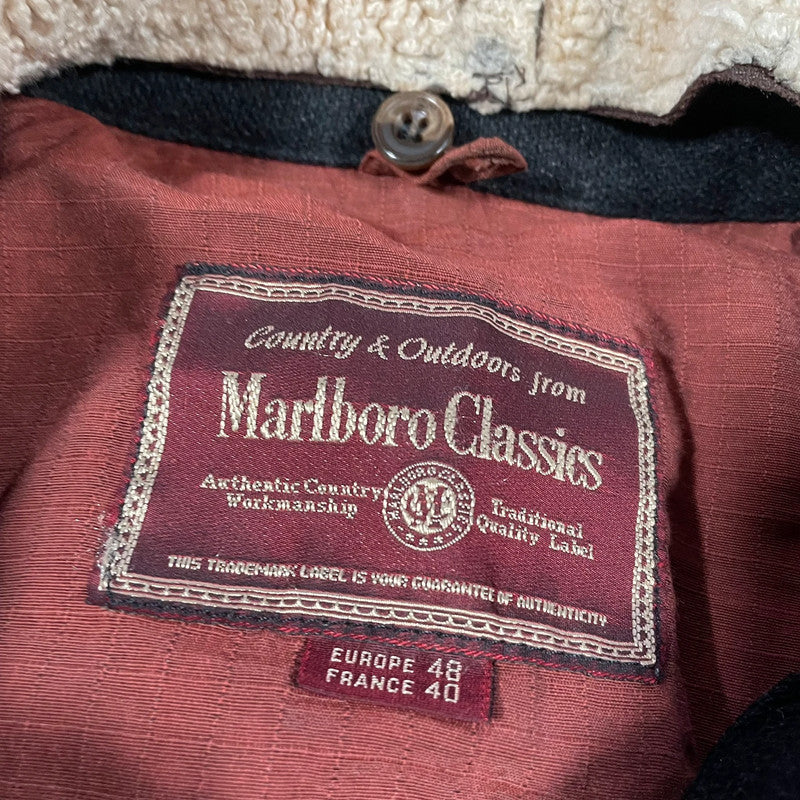 Country & Outdoors from
Marlboro Classics
Authentic Country Workmanship
Traditional Quality Label
THIS TRADEMARK LABEL IS YOUR GUARANTEE OF AUTHENTICITY
EUROPE 48
FRANCE 40